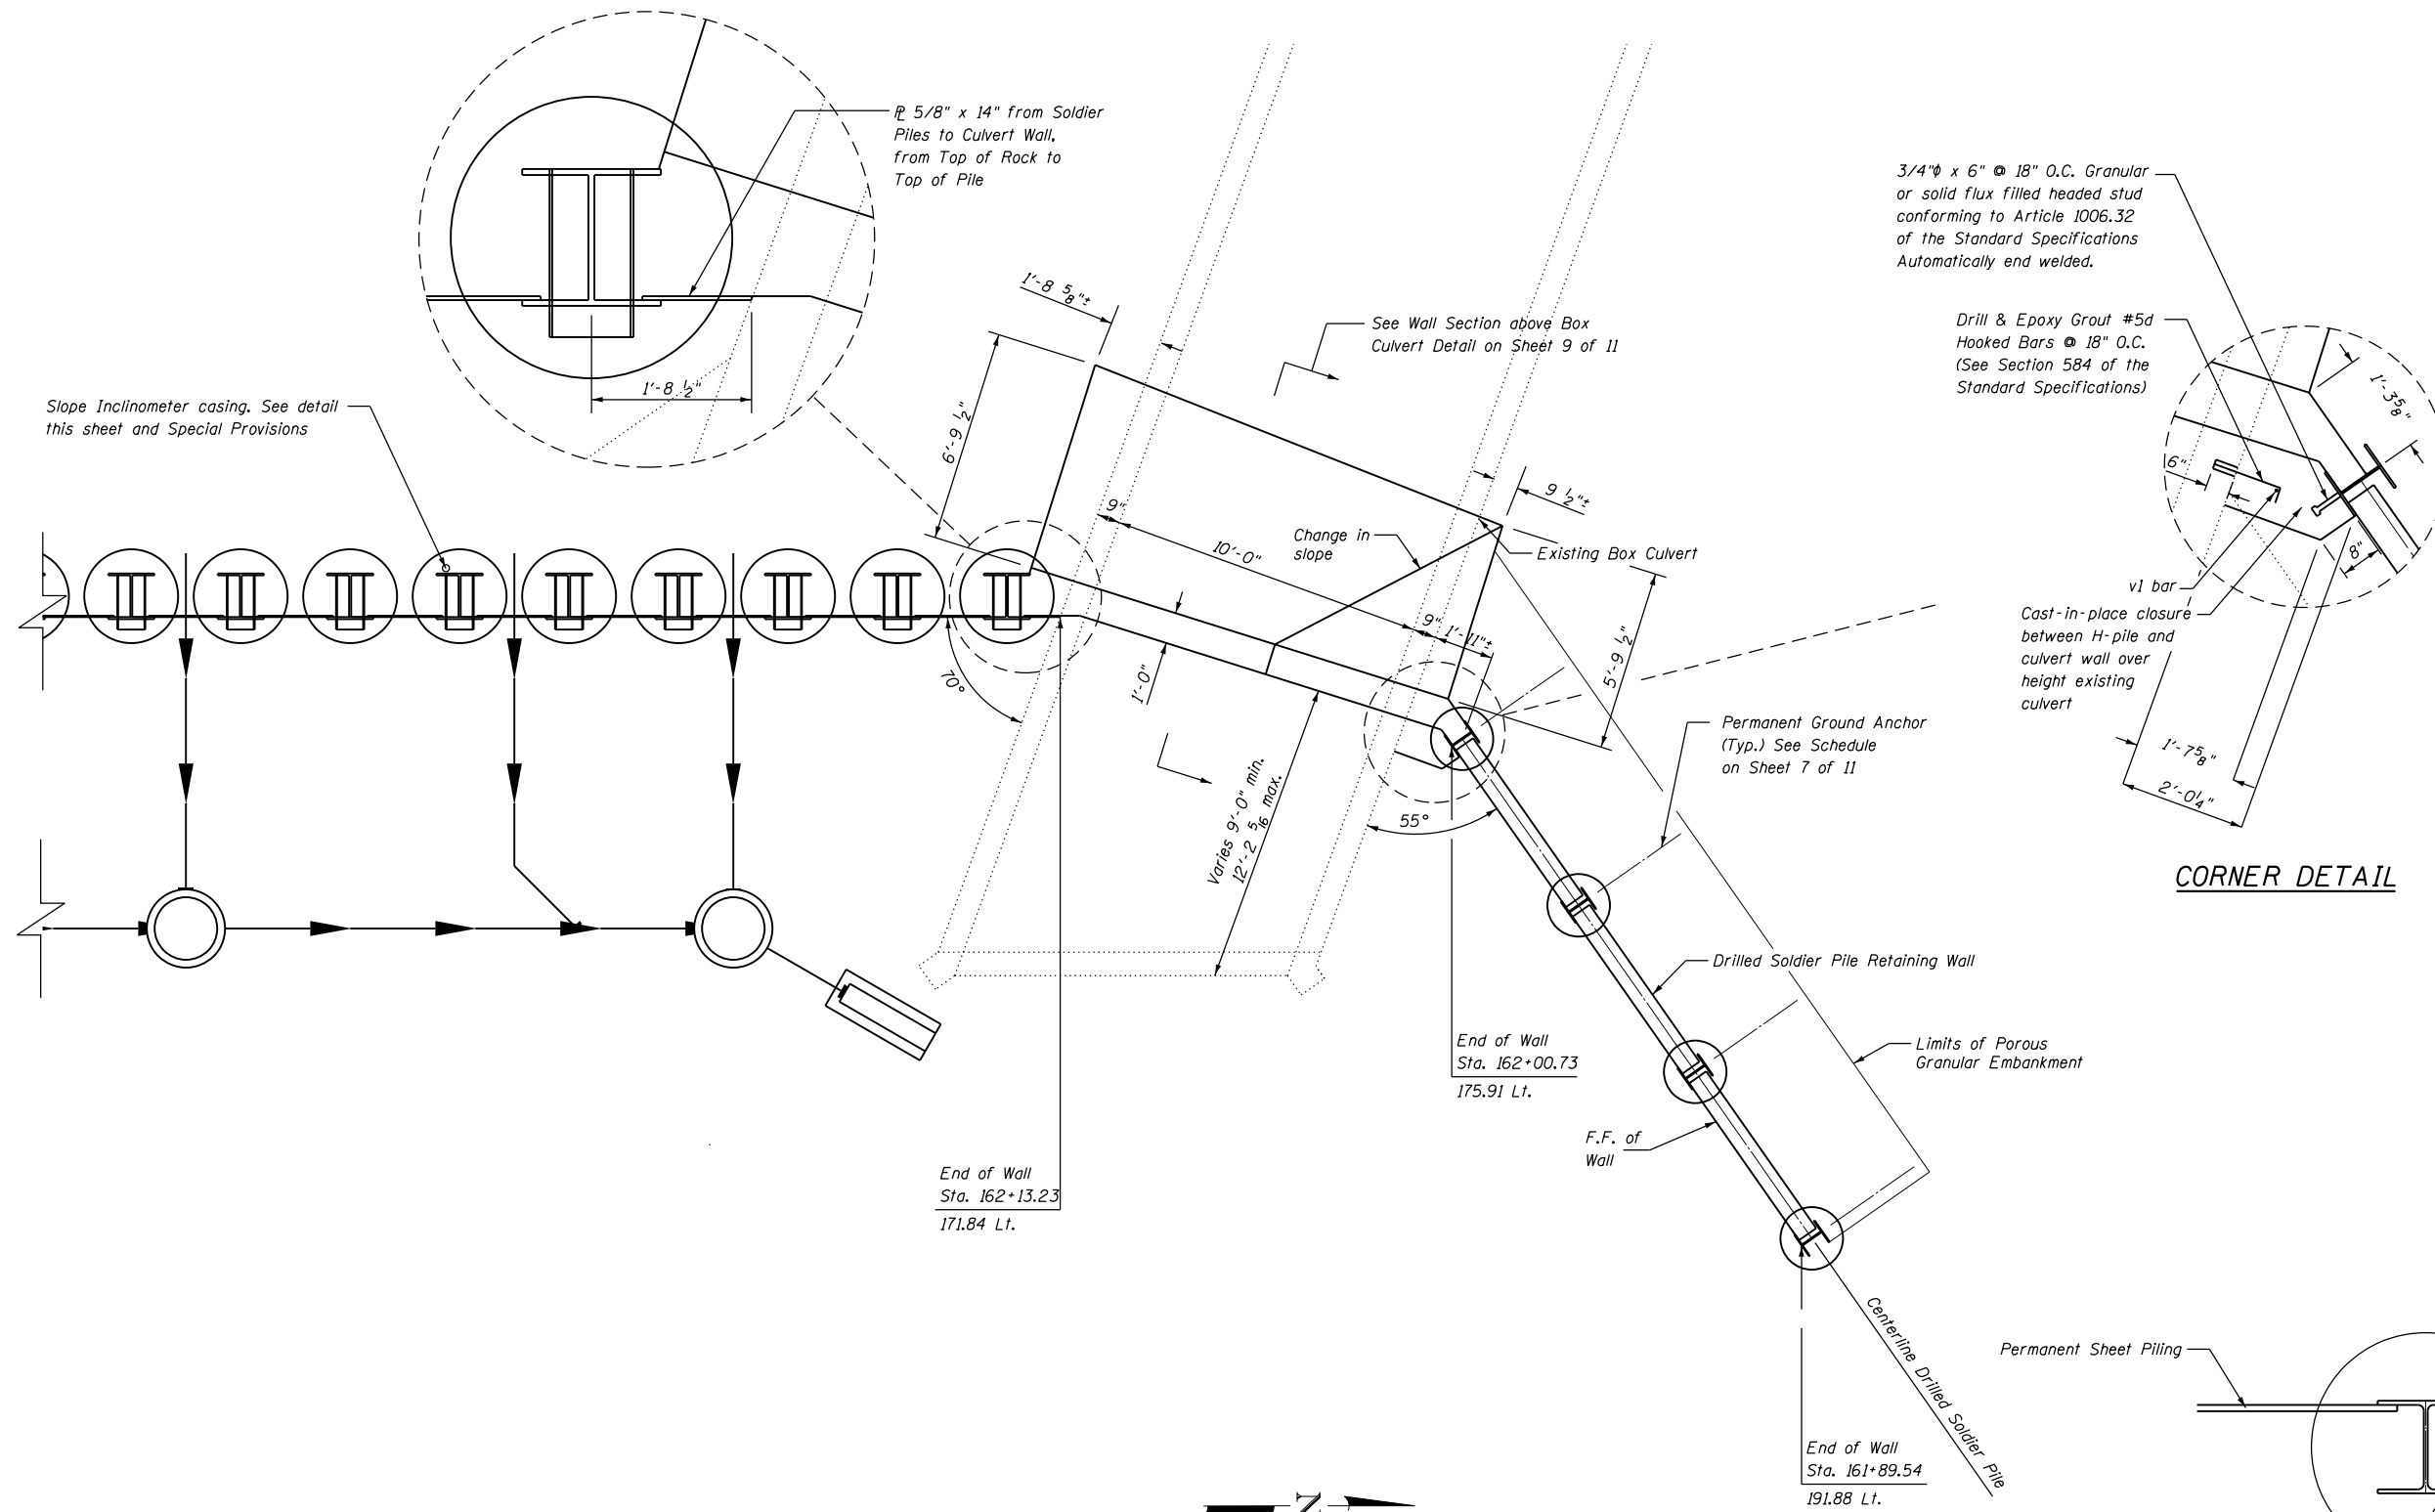 ℄ 5/8" x 14" from Soldier
Piles to Culvert Wall,
from Top of Rock to
Top of Pile
1'-8 1/2"
Slope Inclinometer casing. See detail
this sheet and Special Provisions
1'-8 5/8"±
6'-9 1/2"
See Wall Section above Box
Culvert Detail on Sheet 9 of 11
9"
10'-0"
9 1/2"±
Change in
slope
Existing Box Culvert
9"
1'-11"±
5'-9 1/2"
70°
1'-0"
Varies 9'-0" min.
12'-2 5/16 max.
55°
Permanent Ground Anchor
(Typ.) See Schedule
on Sheet 7 of 11
Drilled Soldier Pile Retaining Wall
Limits of Porous
Granular Embankment
F.F. of
Wall
End of Wall
Sta. 162+13.23
171.84 Lt.
End of Wall
Sta. 162+00.73
175.91 Lt.
End of Wall
Sta. 161+89.54
191.88 Lt.
Centerline Drilled Soldier Pile
3/4"ϕ x 6" @ 18" O.C. Granular
or solid flux filled headed stud
conforming to Article 1006.32
of the Standard Specifications
Automatically end welded.
Drill & Epoxy Grout #5d
Hooked Bars @ 18" O.C.
(See Section 584 of the
Standard Specifications)
1'-3 5/8"
6"
8"
v1 bar
Cast-in-place closure
between H-pile and
culvert wall over
height existing
culvert
1'-7 5/8"
2'-0 1/4"
CORNER DETAIL
Permanent Sheet Piling
N